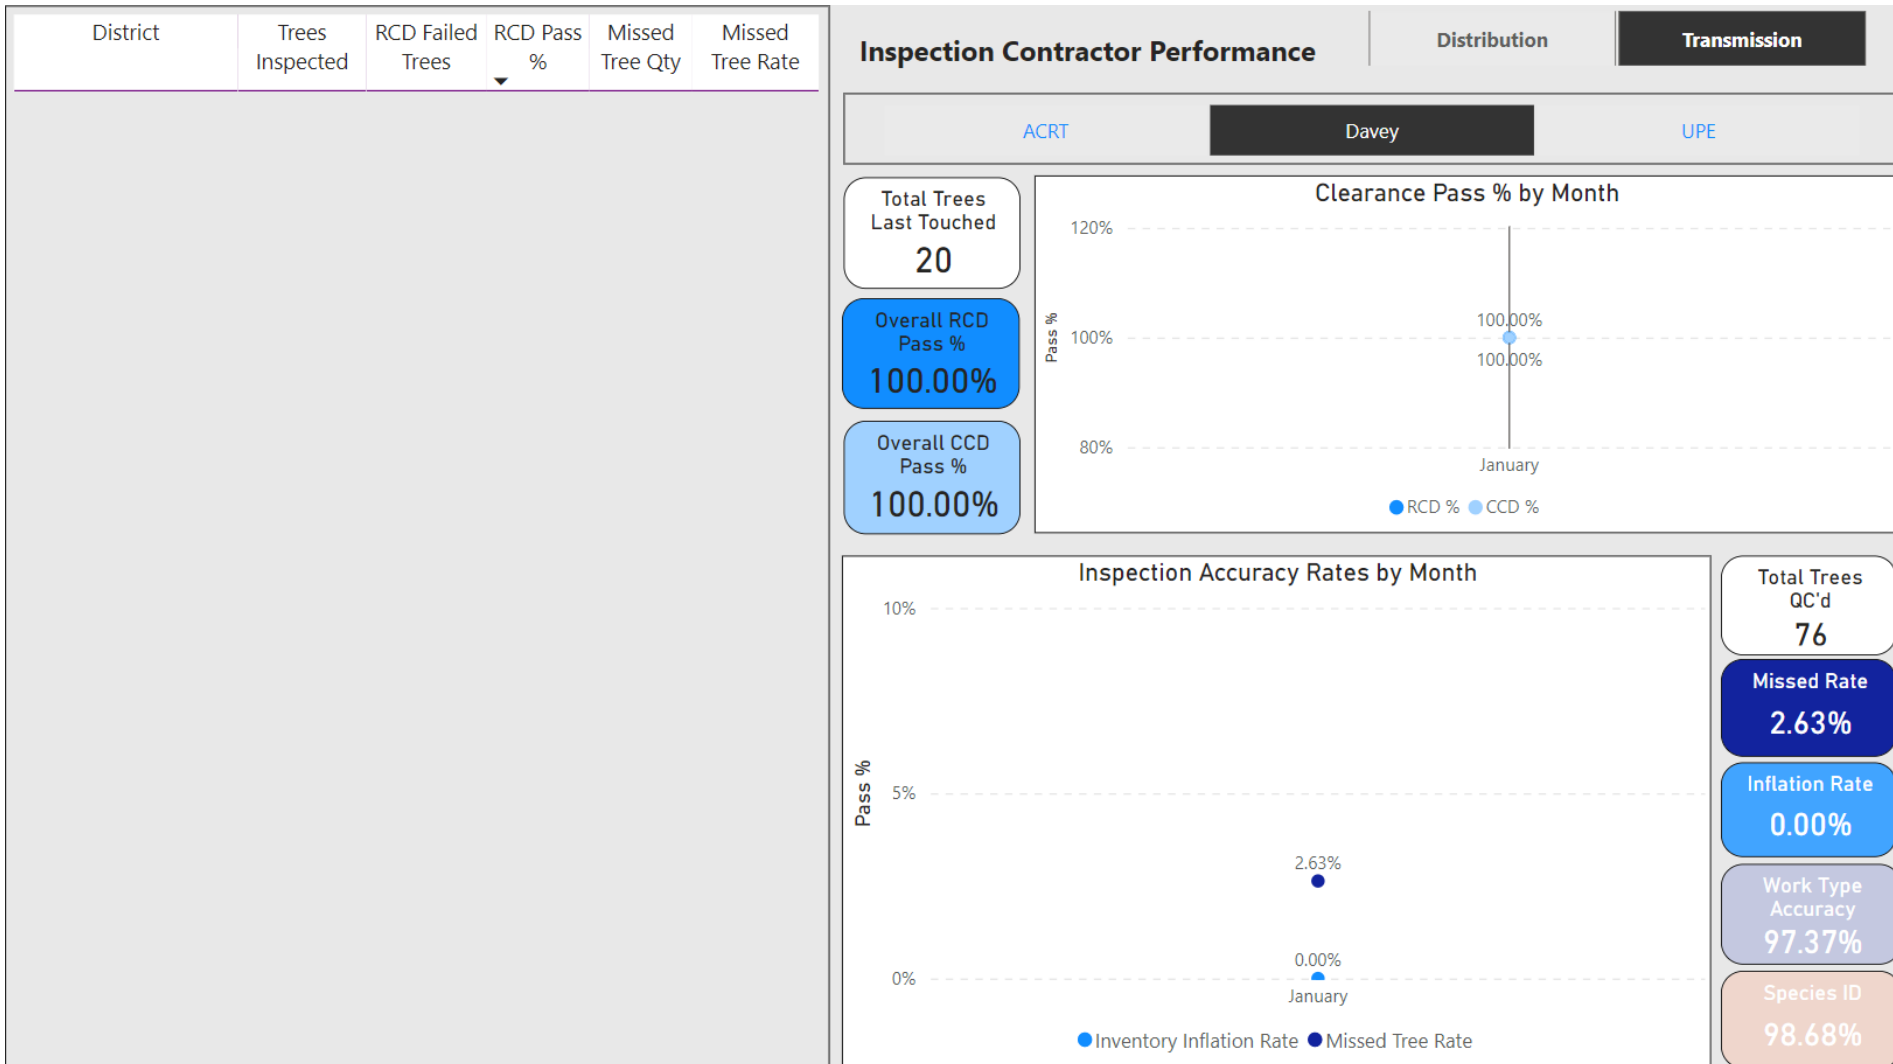 District
Trees
Inspected
RCD Failed
Trees
RCD Pass
%
Missed
Tree Qty
Missed
Tree Rate
Inspection Contractor Performance
Distribution
Transmission
ACRT
Davey
UPE
Total Trees
Last Touched
20
Overall RCD
Pass %
100.00%
Overall CCD
Pass %
100.00%
Clearance Pass % by Month
120%
100%
80%
Pass %
100.00%
100.00%
January
RCD %
CCD %
Inspection Accuracy Rates by Month
10%
5%
0%
Pass %
2.63%
0.00%
January
Inventory Inflation Rate
Missed Tree Rate
Total Trees
QC'd
76
Missed Rate
2.63%
Inflation Rate
0.00%
Work Type
Accuracy
97.37%
Species ID
98.68%